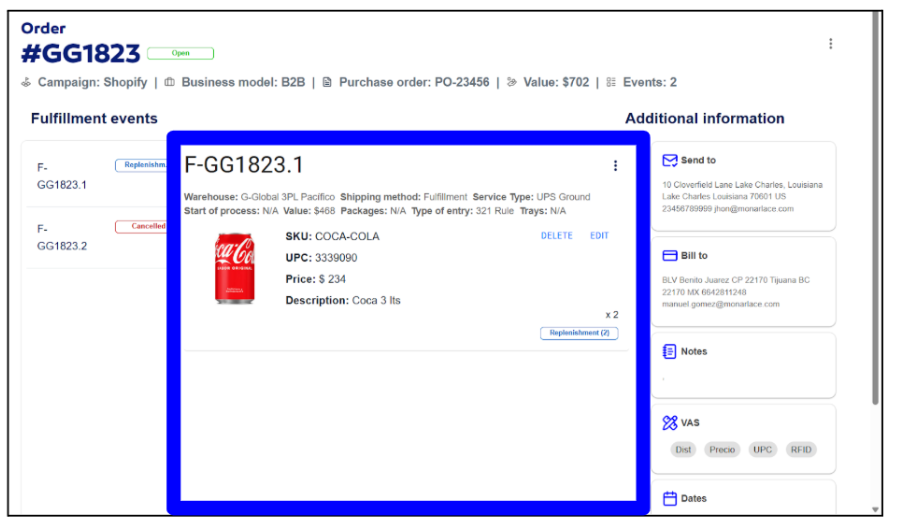 Order
#GG1823 Open
Campaign: Shopify | Business model: B2B | Purchase order: PO-23456 | Value: $702 | Events: 2
Fulfillment events
F-
GG1823.1
Replenishm
F-
GG1823.2
Cancelled
F-GG1823.1
Warehouse: G-Global 3PL Pacifico Shipping method: Fulfillment Service Type: UPS Ground
Start of process: N/A Value: $468 Packages: N/A Type of entry: 321 Rule Trays: N/A
Coca-Cola
SKU: COCA-COLA
DELETE EDIT
UPC: 3339090
Price: $ 234
Description: Coca 3 lts
x 2
Replenishment (2)
Additional information
Send to
10 Cloverfield Lane Lake Charles, Louisiana
Lake Charles Louisiana 70601 US
23456789999 jhon@monarlace.com
Bill to
BLV Benito Juarez CP 22170 Tijuana BC
22170 MX 6642811248
manuel.gomez@monarlace.com
Notes
.
VAS
Dist Precio UPC RFID
Dates